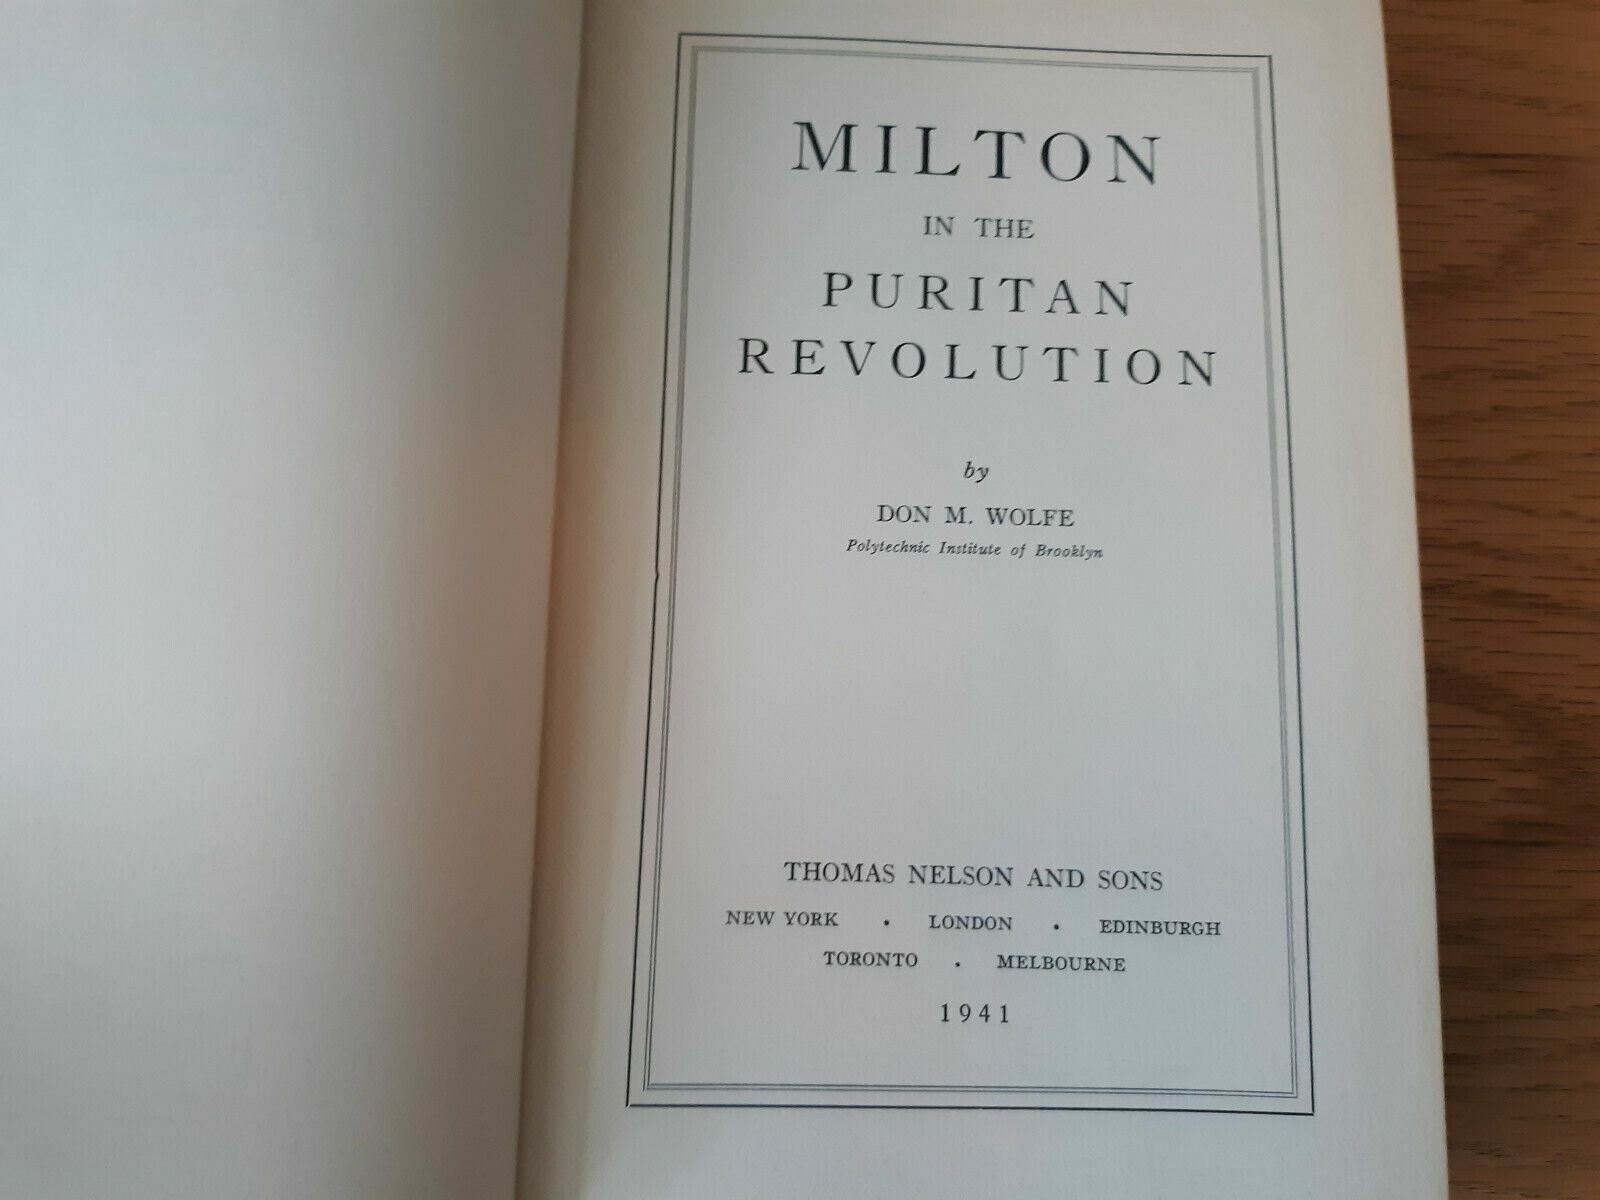 MILTON
IN THE
PURITAN
REVOLUTION
by
DON M. WOLFE
Polytechnic Institute of Brooklyn
THOMAS NELSON AND SONS
NEW YORK • LONDON • EDINBURGH
TORONTO • MELBOURNE
1941